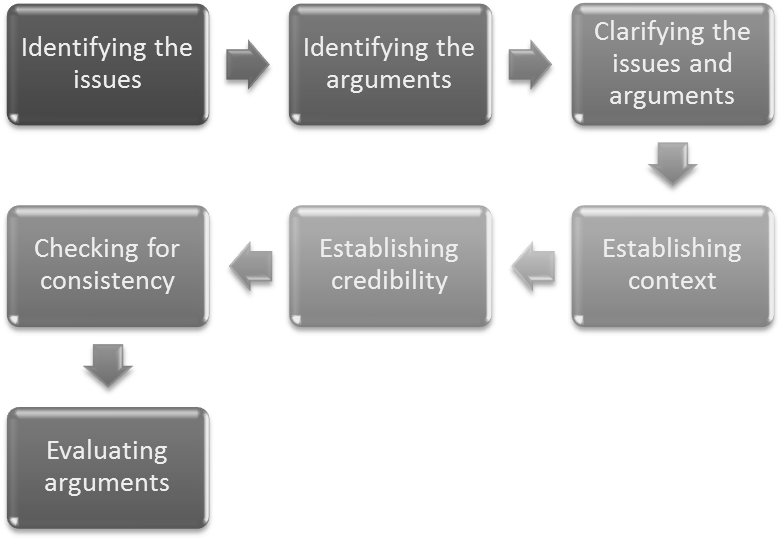 Identifying the
issues
Identifying the
arguments
Clarifying the
issues and
arguments
Establishing
context
Establishing
credibility
Checking for
consistency
Evaluating
arguments